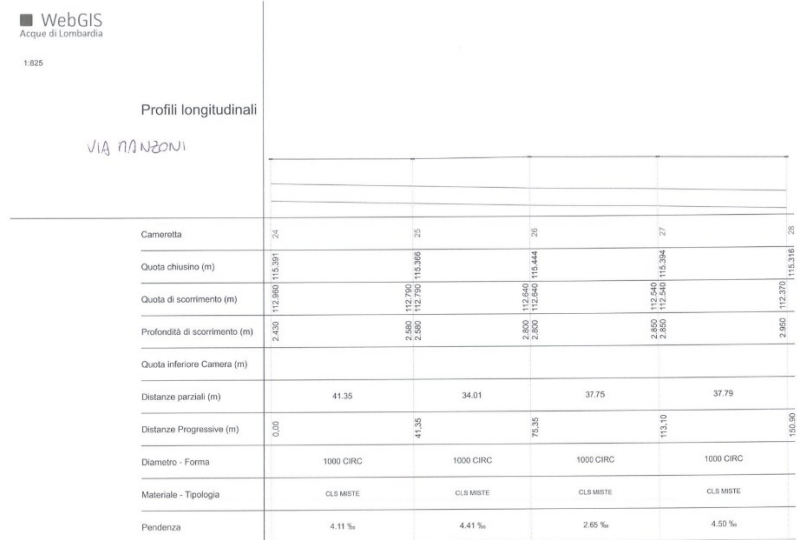 WebGIS
Acque di Lombardia
1:825
Profili longitudinali
VIA MANZONI
Cameretta 24 25 26 27 28
Quota chiusino (m) 115.391 115.366 115.444 115.394 115.316
Quota di scorrimento (m) 112.960 112.790 112.790 112.640 112.640 112.540 112.540 112.370
Profondità di scorrimento (m) 2.430 2.580 2.580 2.800 2.800 2.850 2.850 2.950
Quota inferiore Camera (m)
Distanze parziali (m) 41.35 34.01 37.75 37.79
Distanze Progressive (m) 0,00 41,35 75,35 113,10 150,90
Diametro - Forma 1000 CIRC 1000 CIRC 1000 CIRC 1000 CIRC
Materiale - Tipologia CLS MISTE CLS MISTE CLS MISTE CLS MISTE
Pendenza 4.11 ‰ 4.41 ‰ 2.65 ‰ 4.50 ‰